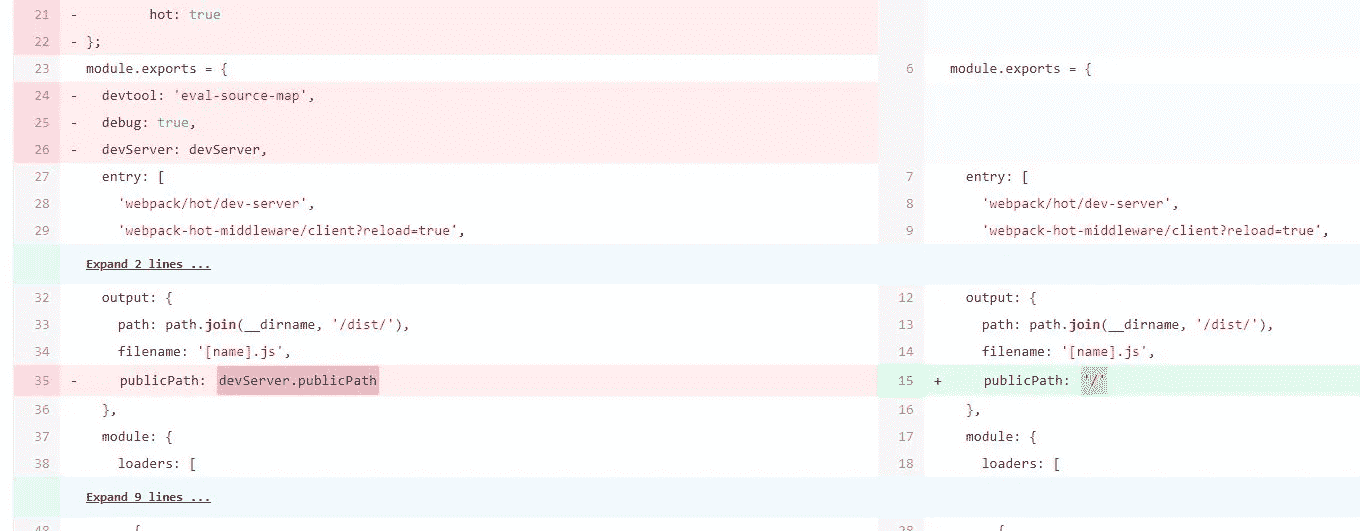 21 - hot: true
22 - };
23 module.exports = { 6 module.exports = {
24 - devtool: 'eval-source-map',
25 - debug: true,
26 - devServer: devServer,
27 entry: [ 7 entry: [
28 'webpack/hot/dev-server', 8 'webpack/hot/dev-server',
29 'webpack-hot-middleware/client?reload=true', 9 'webpack-hot-middleware/client?reload=true',
Expand 2 lines ...
32 output: { 12 output: {
33 path: path.join(__dirname, '/dist/'), 13 path: path.join(__dirname, '/dist/'),
34 filename: '[name].js', 14 filename: '[name].js',
35 - publicPath: devServer.publicPath 15 + publicPath: '/'
36 }, 16 },
37 module: { 17 module: {
38 loaders: [ 18 loaders: [
Expand 9 lines ...
48 { 28 {